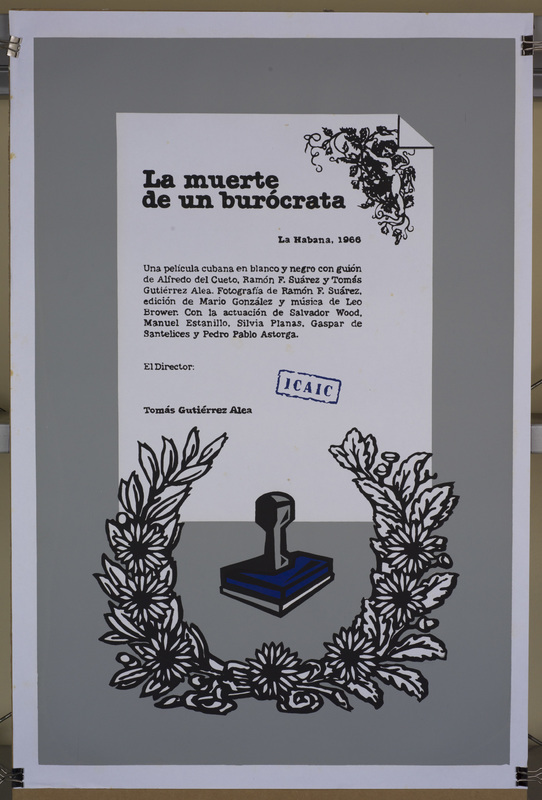 La muerte
de un burócrata
La Habana, 1966
Una película cubana en blanco y negro con guión
de Alfredo del Cueto, Ramón F. Suárez y Tomás
Gutiérrez Alea. Fotografía de Ramón F. Suárez,
edición de Mario González y música de Leo
Brower. Con la actuación de Salvador Wood,
Manuel Estanillo, Silvia Planas, Gaspar de
Santelices y Pedro Pablo Astorga.
El Director:
ICAIC
Tomás Gutiérrez Alea